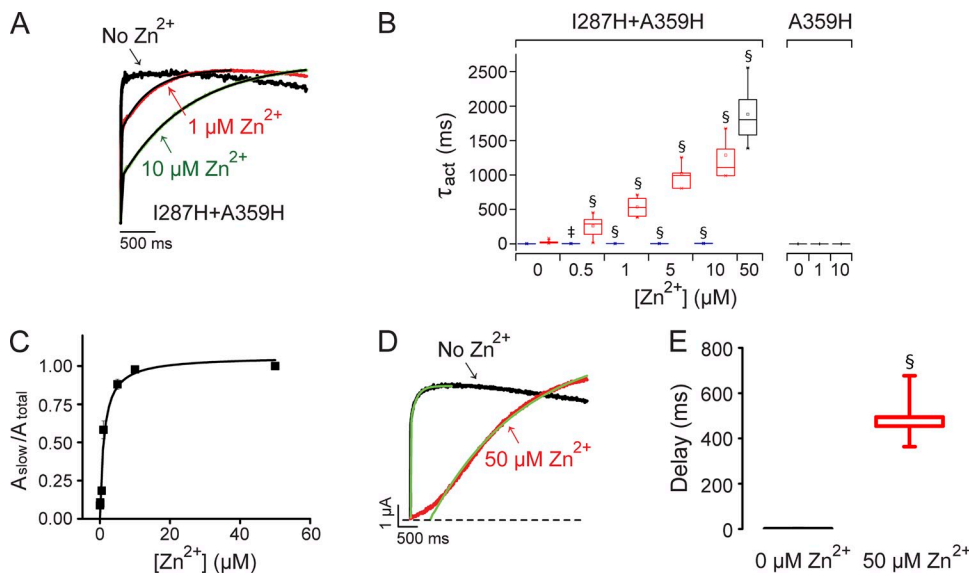 A
No Zn2+
1 µM Zn2+
10 µM Zn2+
I287H+A359H
500 ms
B
I287H+A359H
A359H
§
§
§
§
§
‡
§
§
§
2500
2000
1500
1000
500
0
τact (ms)
0 0.5 1 5 10 50
0 1 10
[Zn2+] (µM)
C
1.00
0.75
0.50
0.25
0.00
Aslow/Atotal
0 20 40 60
[Zn2+] (µM)
D
No Zn2+
50 µM Zn2+
1 µA
500 ms
E
800
600
400
200
0
Delay (ms)
§
0 µM Zn2+
50 µM Zn2+